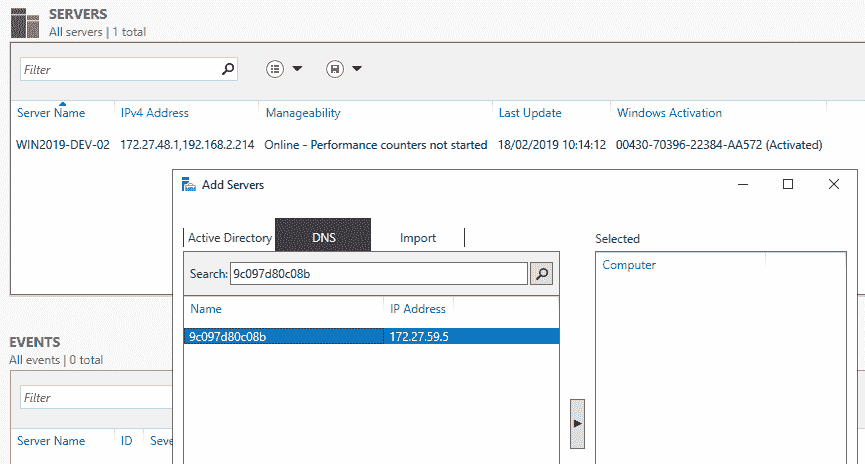 SERVERS
All servers | 1 total
Filter
Server Name IPv4 Address Manageability Last Update Windows Activation
WIN2019-DEV-02 172.27.48.1,192.168.2.214 Online - Performance counters not started 18/02/2019 10:14:12 00430-70396-22384-AA572 (Activated)
Add Servers
Active Directory DNS Import
Selected
Search: 9c097d80c08b
Computer
Name IP Address
9c097d80c08b 172.27.59.5
EVENTS
All events | 0 total
Filter
Server Name ID Seve